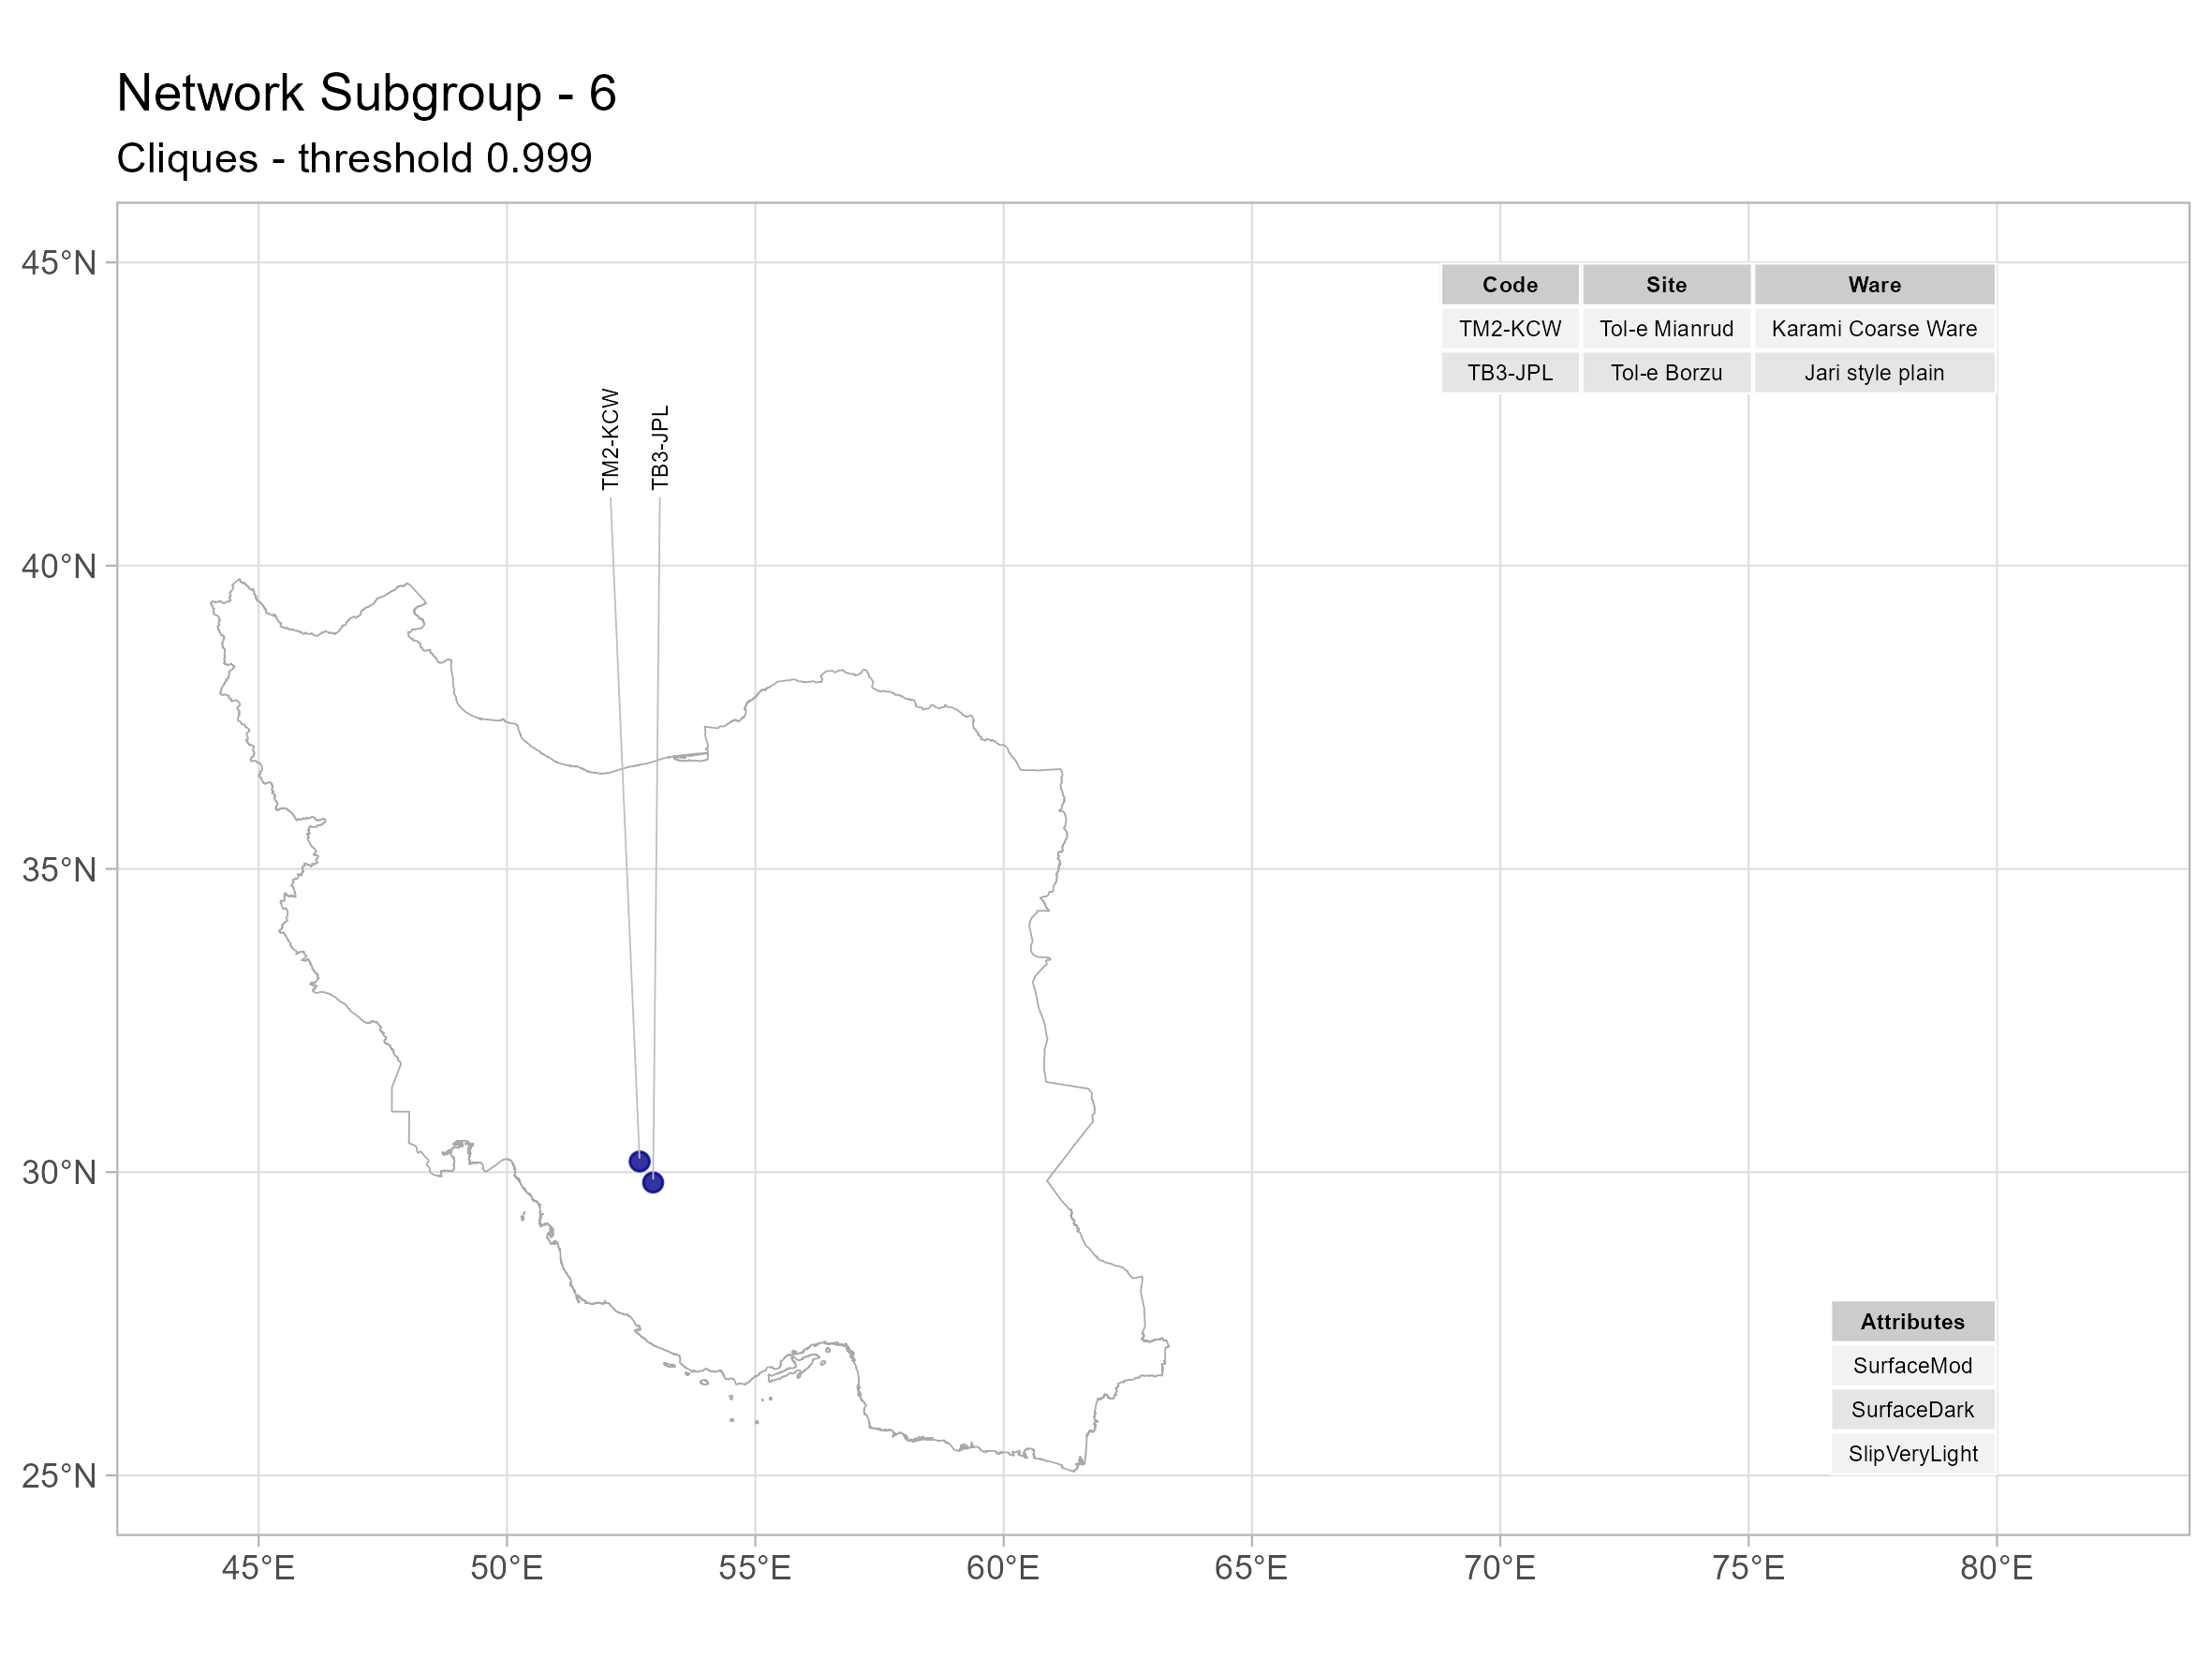 Network Subgroup - 6
Cliques - threshold 0.999
45°N
40°N
35°N
30°N
25°N
45°E 50°E 55°E 60°E 65°E 70°E 75°E 80°E
TM2-KCW
TB3-JPL
Code Site Ware
TM2-KCW Tol-e Mianrud Karami Coarse Ware
TB3-JPL Tol-e Borzu Jari style plain
Attributes
SurfaceMod
SurfaceDark
SlipVeryLight